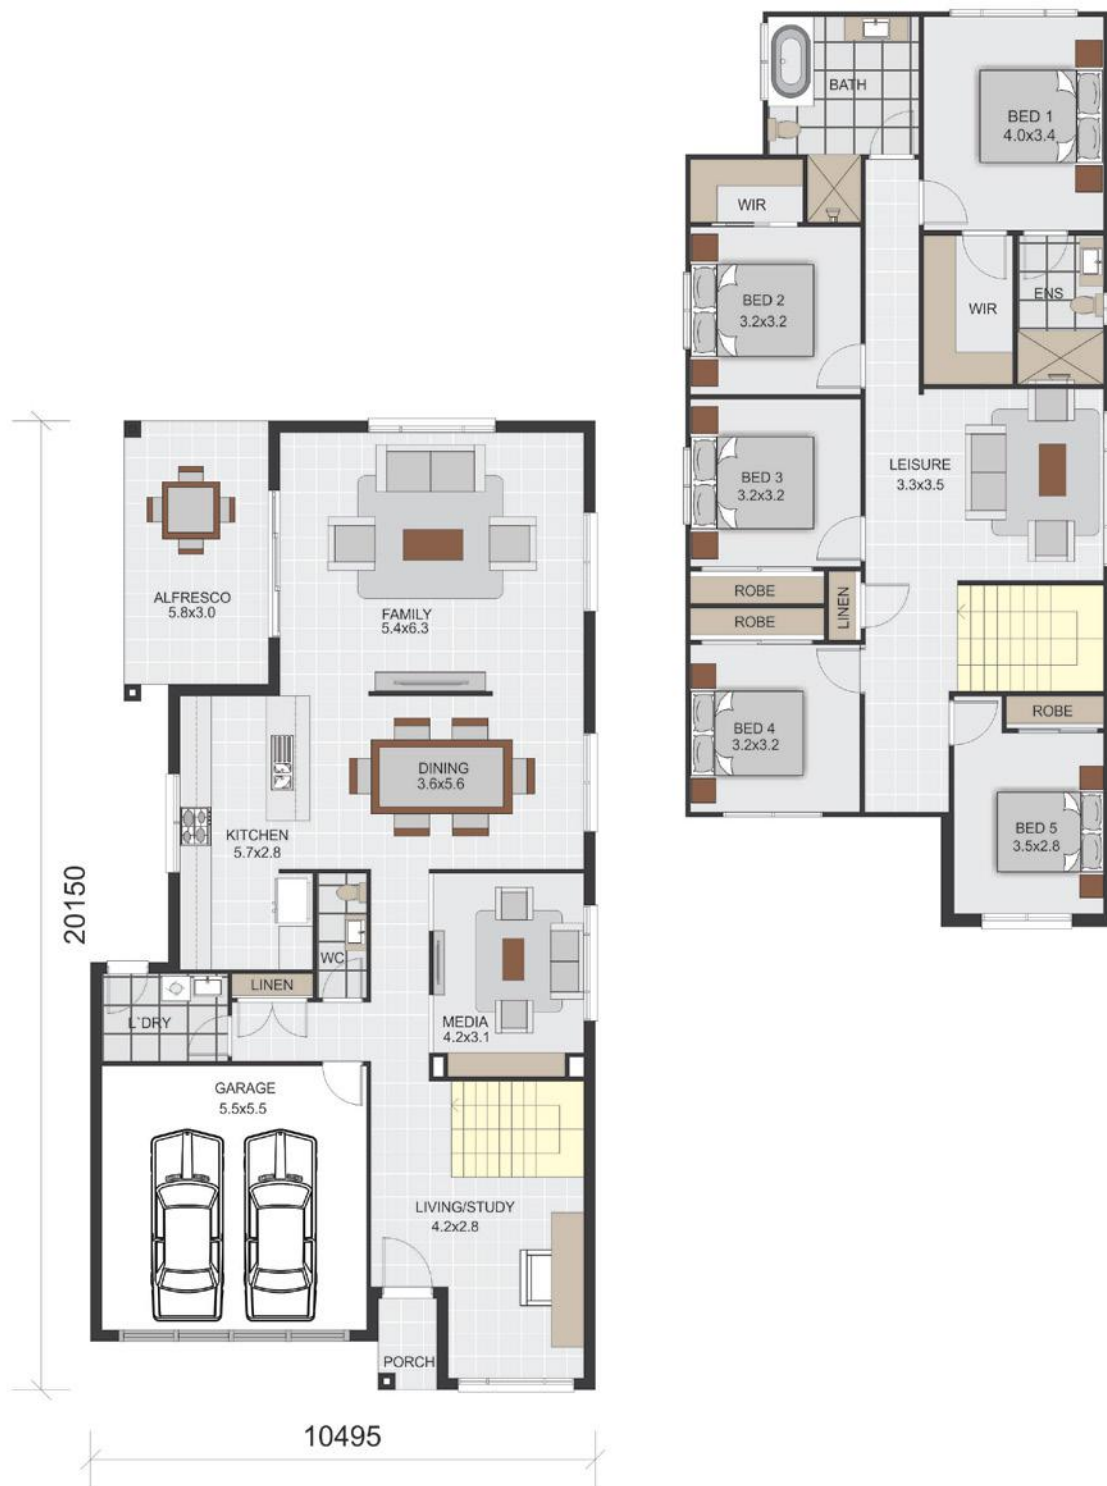 BATH
BED 1
4.0x3.4
WIR
BED 2
3.2x3.2
WIR
ENS
BED 3
3.2x3.2
LEISURE
3.3x3.5
ROBE
ROBE
LINEN
BED 4
3.2x3.2
ROBE
BED 5
3.5x2.8
ALFRESCO
5.8x3.0
FAMILY
5.4x6.3
DINING
3.6x5.6
KITCHEN
5.7x2.8
WC
LINEN
L`DRY
MEDIA
4.2x3.1
GARAGE
5.5x5.5
LIVING/STUDY
4.2x2.8
PORCH
20150
10495